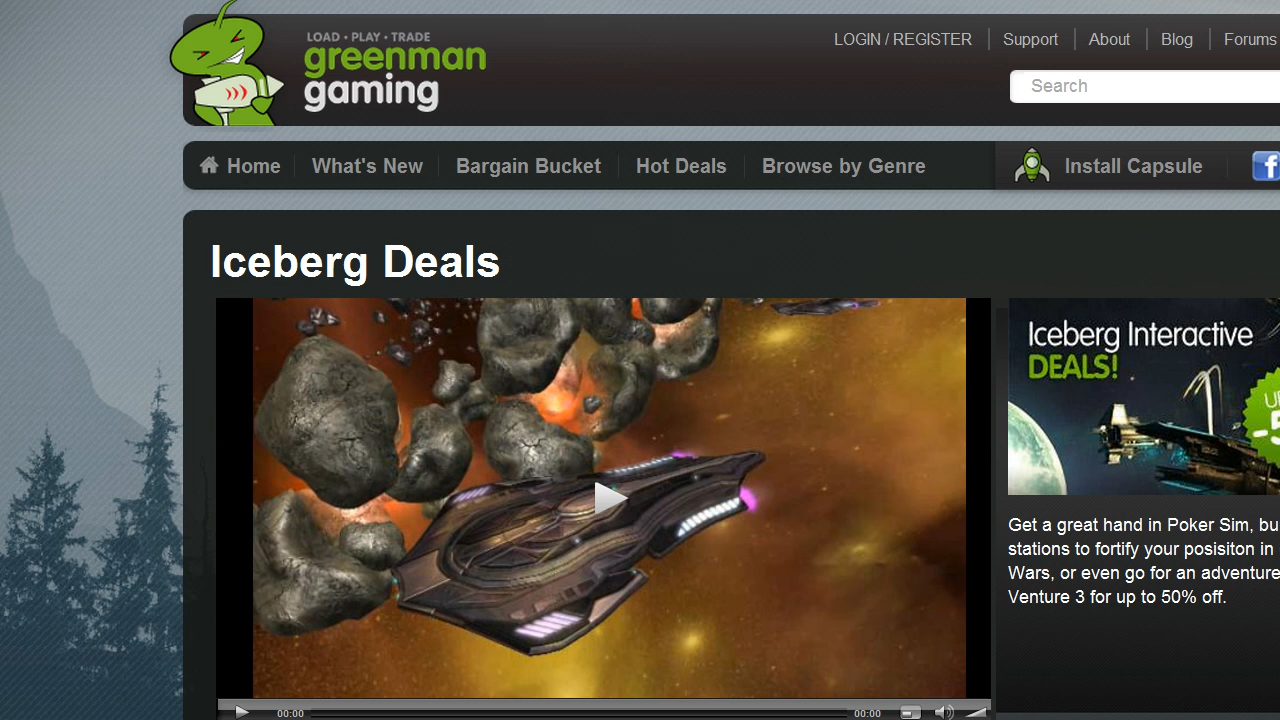 LOAD • PLAY • TRADE
greenman
gaming
LOGIN / REGISTER Support About Blog Forums
Search
Home What's New Bargain Bucket Hot Deals Browse by Genre Install Capsule
Iceberg Deals
Iceberg Interactive
DEALS!
Get a great hand in Poker Sim, bu
stations to fortify your posisiton in
Wars, or even go for an adventure
Venture 3 for up to 50% off.
00:00 00:00